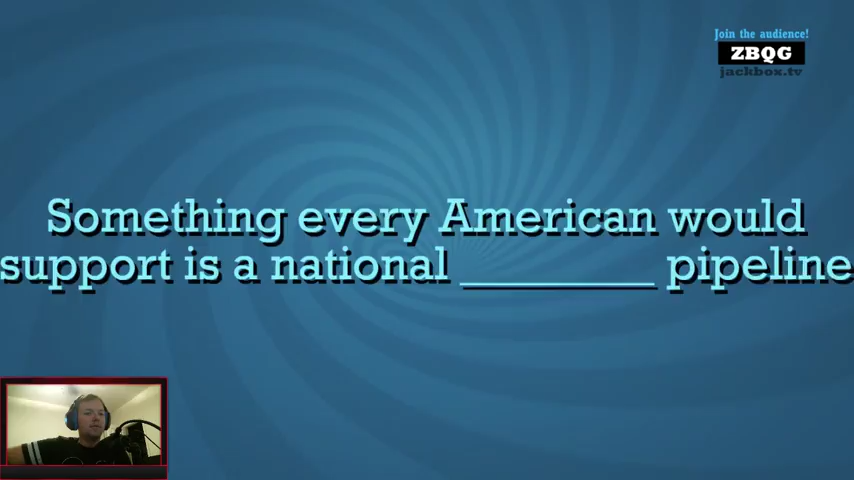 Join the audience!
ZBQG
jackbox.tv
Something every American would
support is a national ________ pipeline